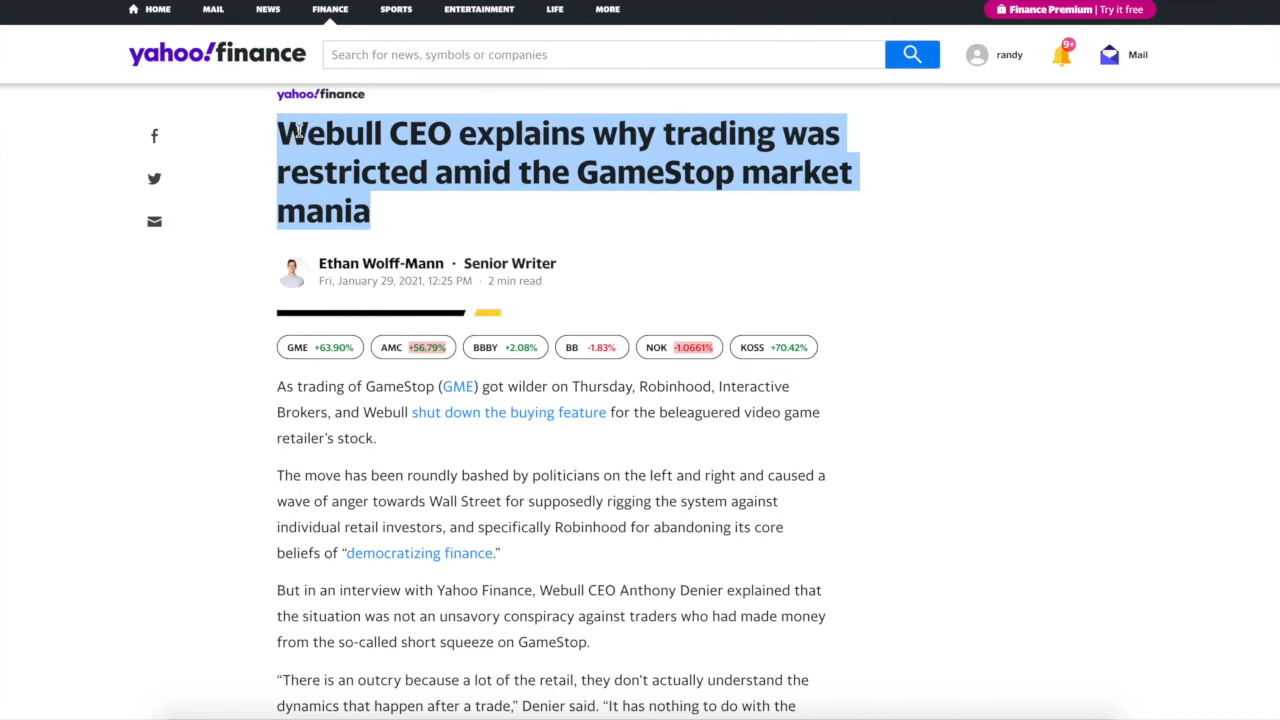 HOME MAIL NEWS FINANCE SPORTS ENTERTAINMENT LIFE MORE Finance Premium | Try it free
yahoo!finance Search for news, symbols or companies randy 9+ Mail
yahoo!finance
Webull CEO explains why trading was
restricted amid the GameStop market
mania
Ethan Wolff-Mann · Senior Writer
Fri, January 29, 2021, 12:25 PM · 2 min read
GME +63.90% AMC +56.79% BBBY +2.08% BB -1.83% NOK -1.0661% KOSS +70.42%
As trading of GameStop (GME) got wilder on Thursday, Robinhood, Interactive
Brokers, and Webull shut down the buying feature for the beleaguered video game
retailer’s stock.
The move has been roundly bashed by politicians on the left and right and caused a
wave of anger towards Wall Street for supposedly rigging the system against
individual retail investors, and specifically Robinhood for abandoning its core
beliefs of “democratizing finance.”
But in an interview with Yahoo Finance, Webull CEO Anthony Denier explained that
the situation was not an unsavory conspiracy against traders who had made money
from the so-called short squeeze on GameStop.
“There is an outcry because a lot of the retail, they don't actually understand the
dynamics that happen after a trade,” Denier said. “It has nothing to do with the